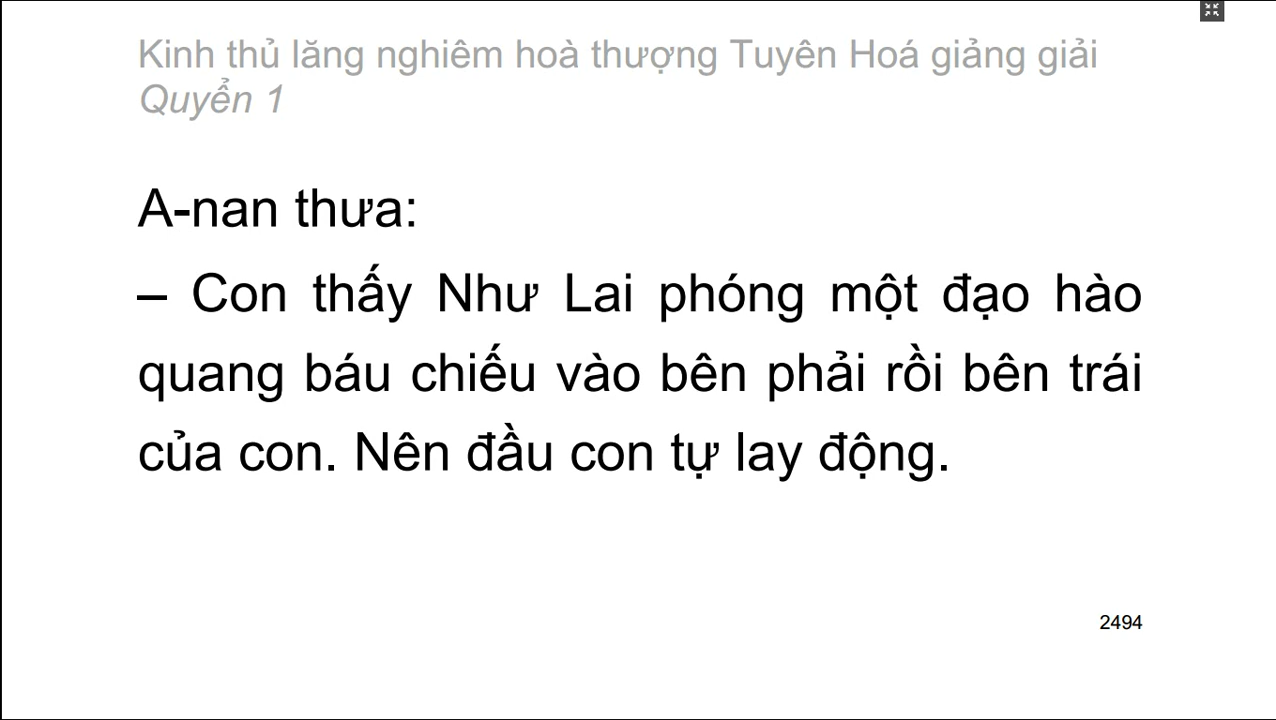 Kinh thủ lăng nghiêm hoà thượng Tuyên Hoá giảng giải
Quyển 1
A-nan thưa:
– Con thấy Như Lai phóng một đạo hào
quang báu chiếu vào bên phải rồi bên trái
của con. Nên đầu con tự lay động.
2494